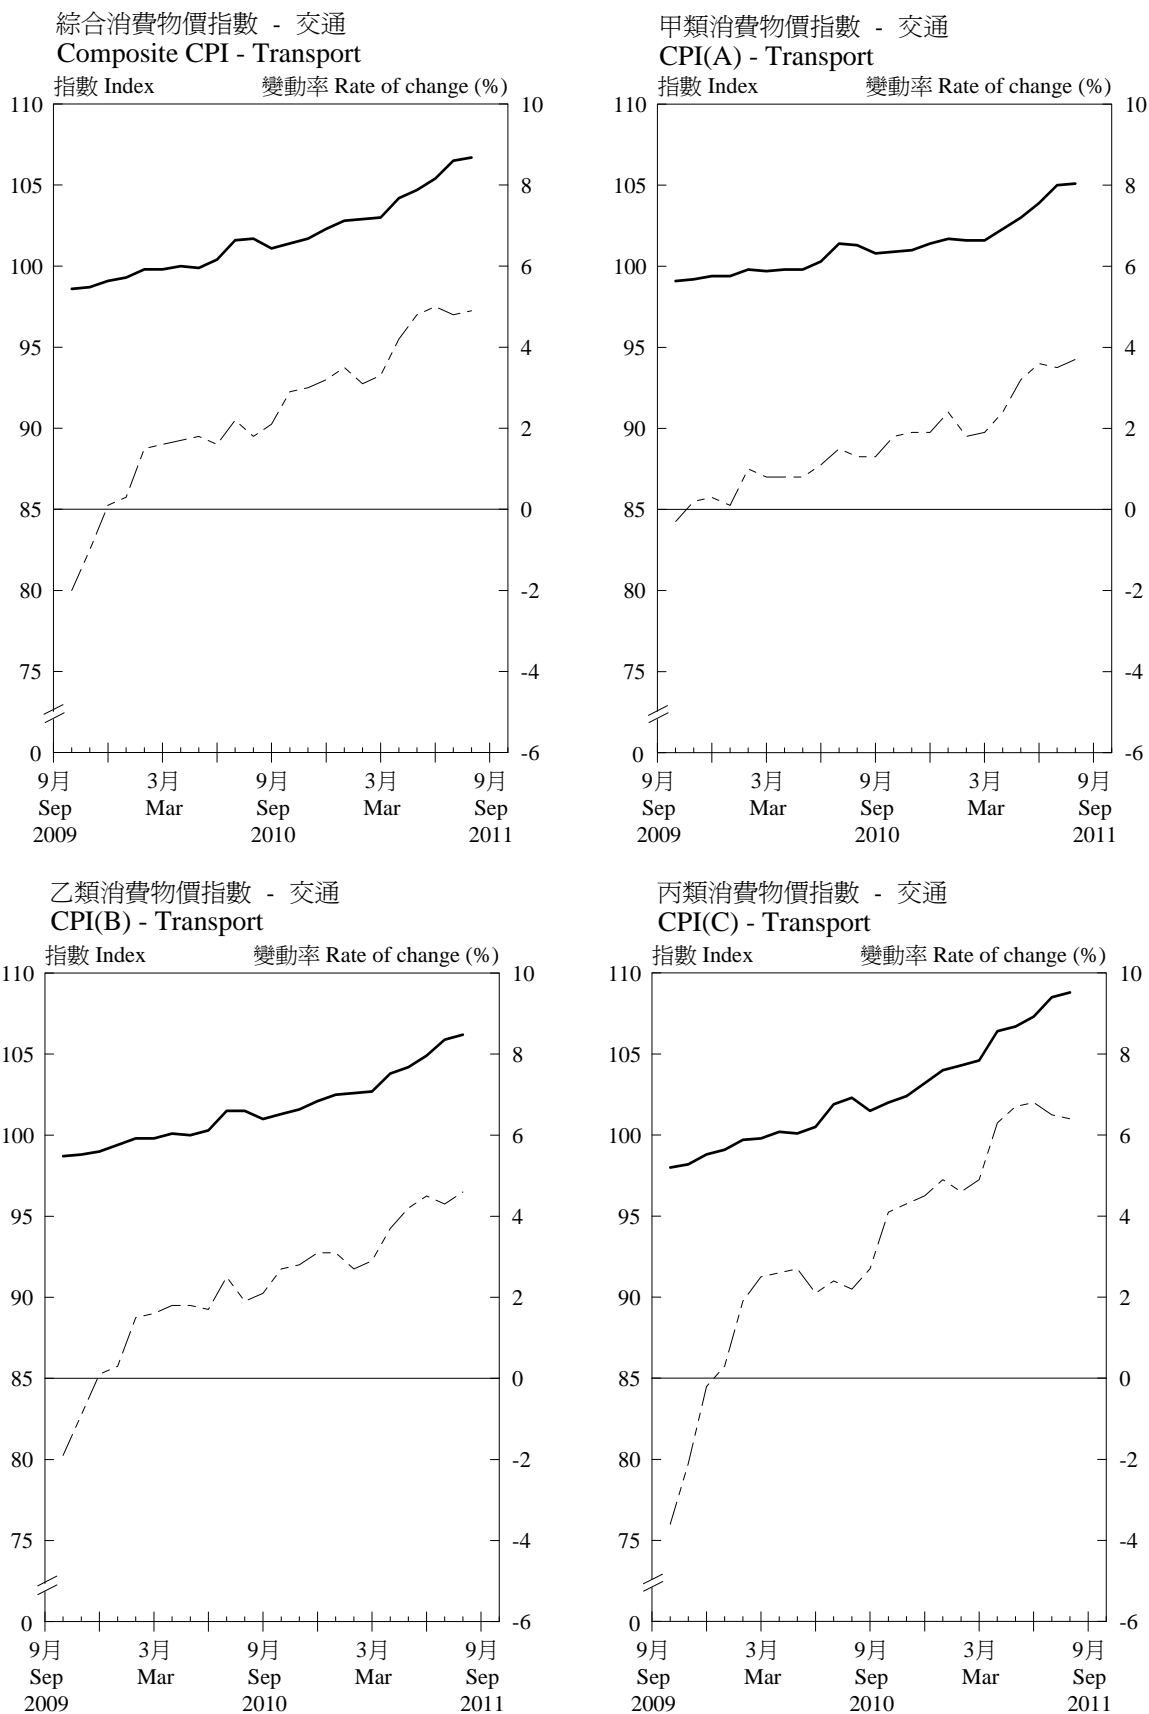 綜合消費物價指數 - 交通
Composite CPI - Transport
指數 Index 變動率 Rate of change (%)
110 10
105 8
100 6
95 4
90 2
85 0
80 -2
75 -4
0 -6
9月 3月 9月 3月 9月
Sep Mar Sep Mar Sep
2009 2010 2011
甲類消費物價指數 - 交通
CPI(A) - Transport
指數 Index 變動率 Rate of change (%)
110 10
105 8
100 6
95 4
90 2
85 0
80 -2
75 -4
0 -6
9月 3月 9月 3月 9月
Sep Mar Sep Mar Sep
2009 2010 2011
乙類消費物價指數 - 交通
CPI(B) - Transport
指數 Index 變動率 Rate of change (%)
110 10
105 8
100 6
95 4
90 2
85 0
80 -2
75 -4
0 -6
9月 3月 9月 3月 9月
Sep Mar Sep Mar Sep
2009 2010 2011
丙類消費物價指數 - 交通
CPI(C) - Transport
指數 Index 變動率 Rate of change (%)
110 10
105 8
100 6
95 4
90 2
85 0
80 -2
75 -4
0 -6
9月 3月 9月 3月 9月
Sep Mar Sep Mar Sep
2009 2010 2011